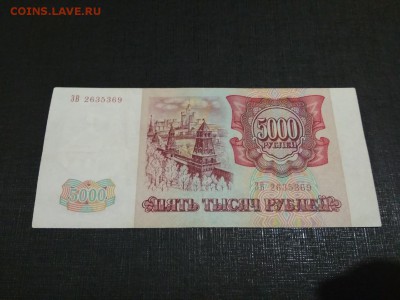 COINS.LAVE.RU
ЗВ 2635369
5000
РУБЛЕЙ
ЗВ 2635369
5000
ПЯТЬ ТЫСЯЧ РУБЛЕЙ